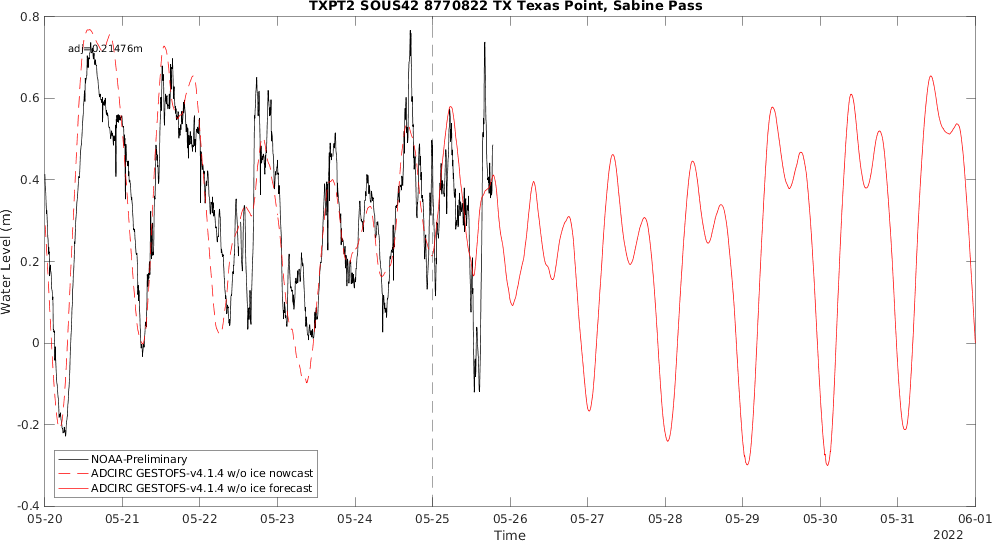 TXPT2 SOUS42 8770822 TX Texas Point, Sabine Pass
adj=0.21476m
0.8
0.6
0.4
0.2
0
-0.2
-0.4
Water Level (m)
NOAA-Preliminary
ADCIRC GESTOFS-v4.1.4 w/o ice nowcast
ADCIRC GESTOFS-v4.1.4 w/o ice forecast
05-20 05-21 05-22 05-23 05-24 05-25 05-26 05-27 05-28 05-29 05-30 05-31 06-01
Time
2022